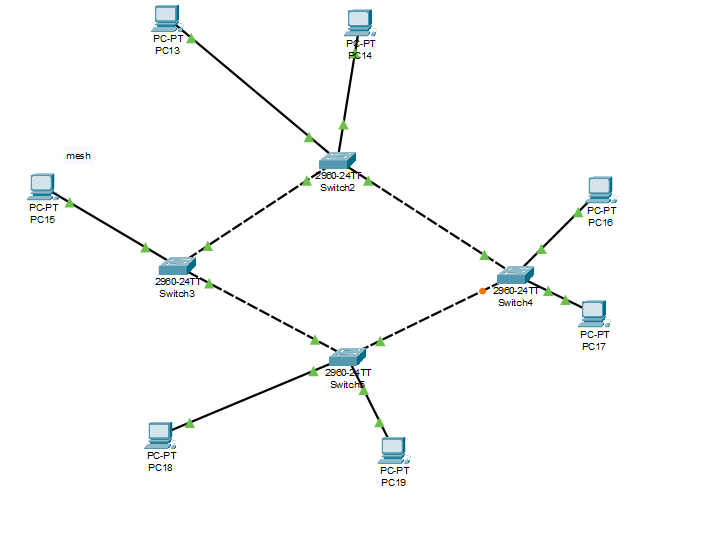 PC-PT
PC13
PC-PT
PC14
mesh
2960-24TT
Switch2
PC-PT
PC15
PC-PT
PC16
2960-24TT
Switch3
2960-24TT
Switch4
PC-PT
PC17
2960-24TT
Switch5
PC-PT
PC18
PC-PT
PC19